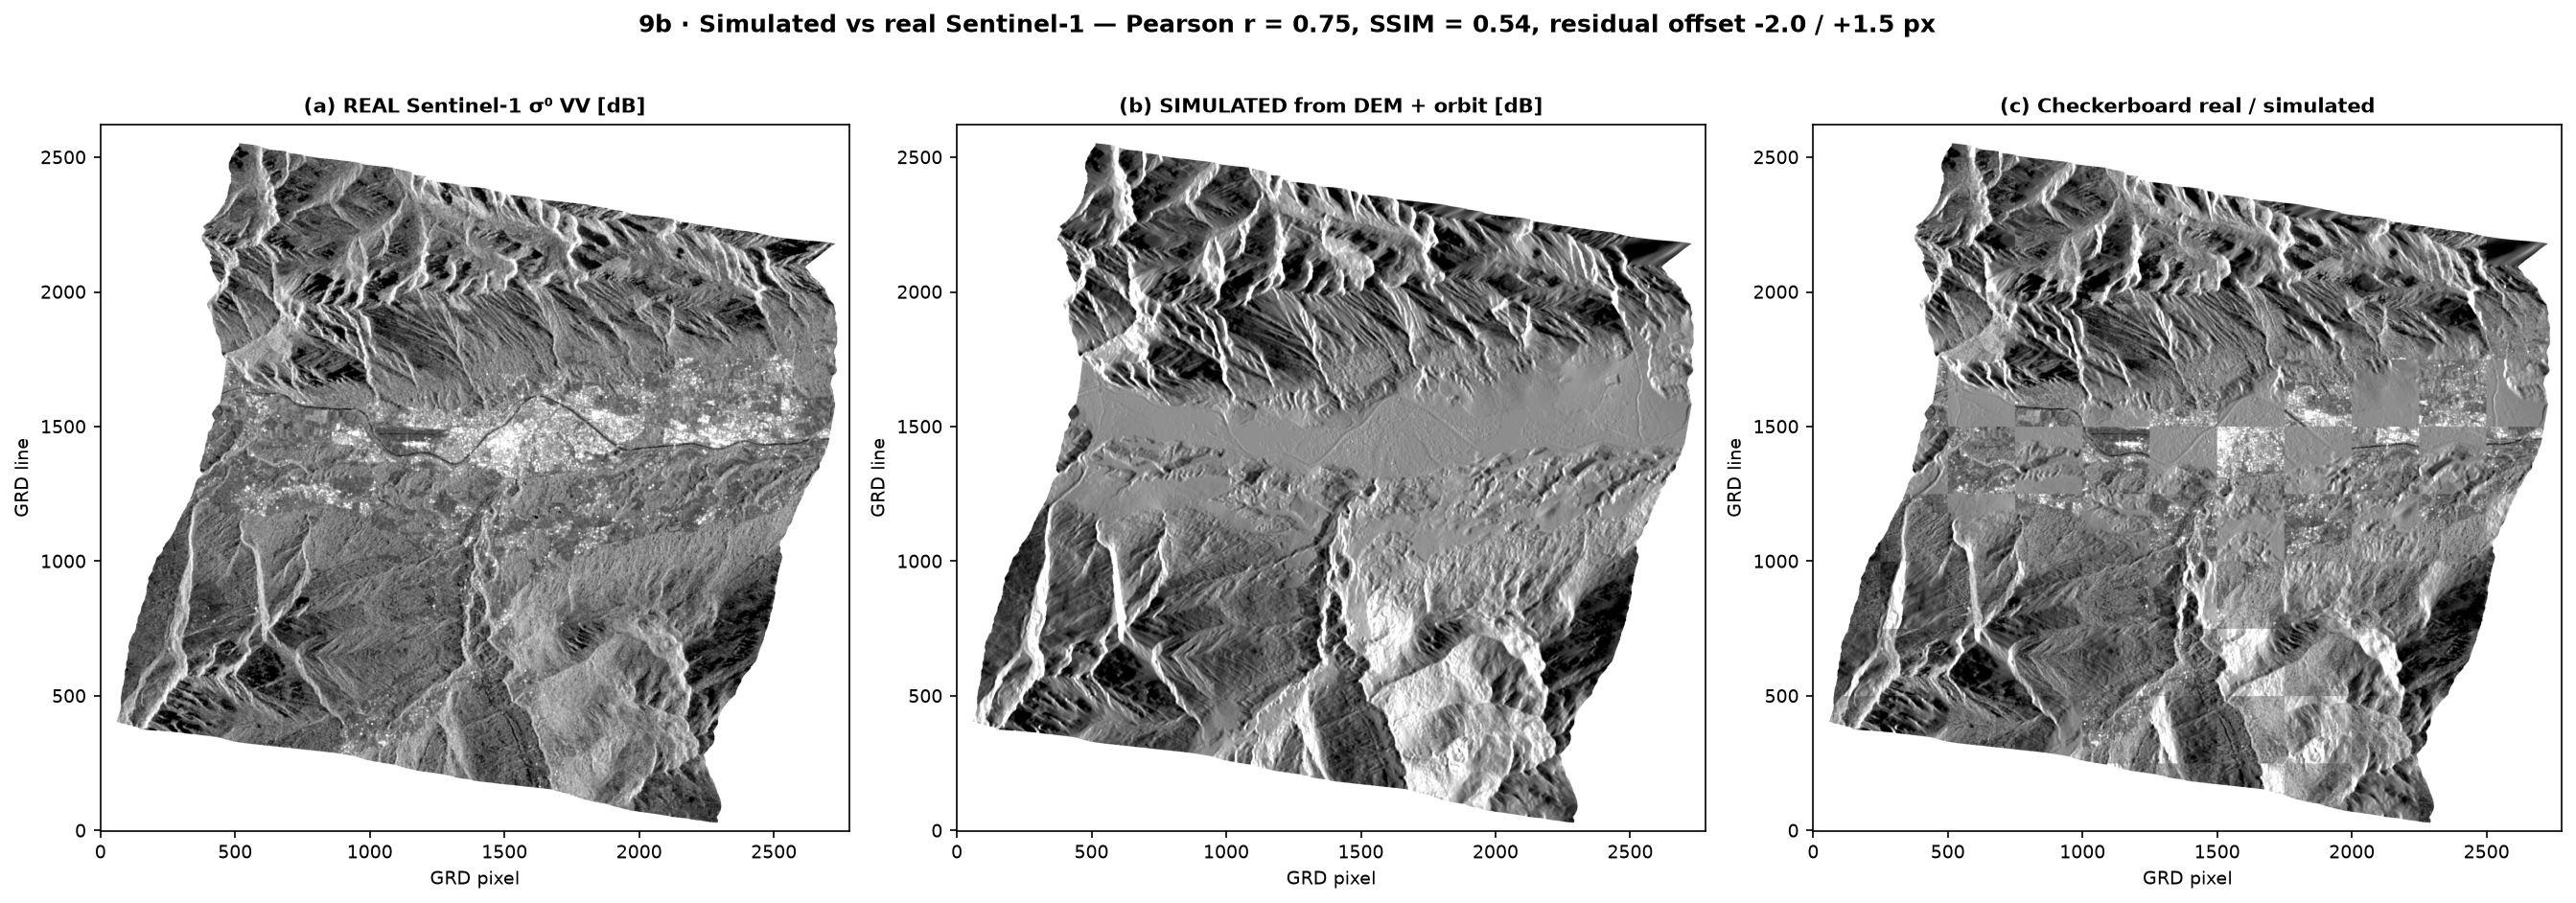 9b · Simulated vs real Sentinel-1 — Pearson r = 0.75, SSIM = 0.54, residual offset -2.0 / +1.5 px
(a) REAL Sentinel-1 σ⁰ VV [dB]
2500
2000
1500
1000
500
0
GRD line
0 500 1000 1500 2000 2500
GRD pixel
(b) SIMULATED from DEM + orbit [dB]
2500
2000
1500
1000
500
0
GRD line
0 500 1000 1500 2000 2500
GRD pixel
(c) Checkerboard real / simulated
2500
2000
1500
1000
500
0
GRD line
0 500 1000 1500 2000 2500
GRD pixel